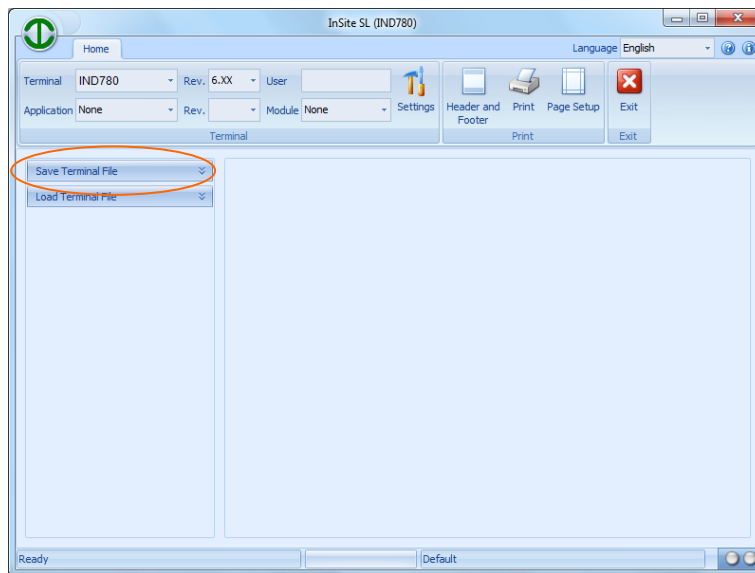 InSite SL (IND780)
Home
Language English
Terminal IND780 Rev. 6.XX User
Application None Rev. Module None
Settings
Header and
Footer
Print
Page Setup
Exit
Terminal
Print
Exit
Save Terminal File
Load Terminal File
Ready
Default